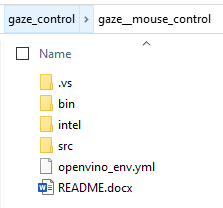 gaze_control > gaze__mouse_control
Name
.vs
bin
intel
src
openvino_env.yml
README.docx